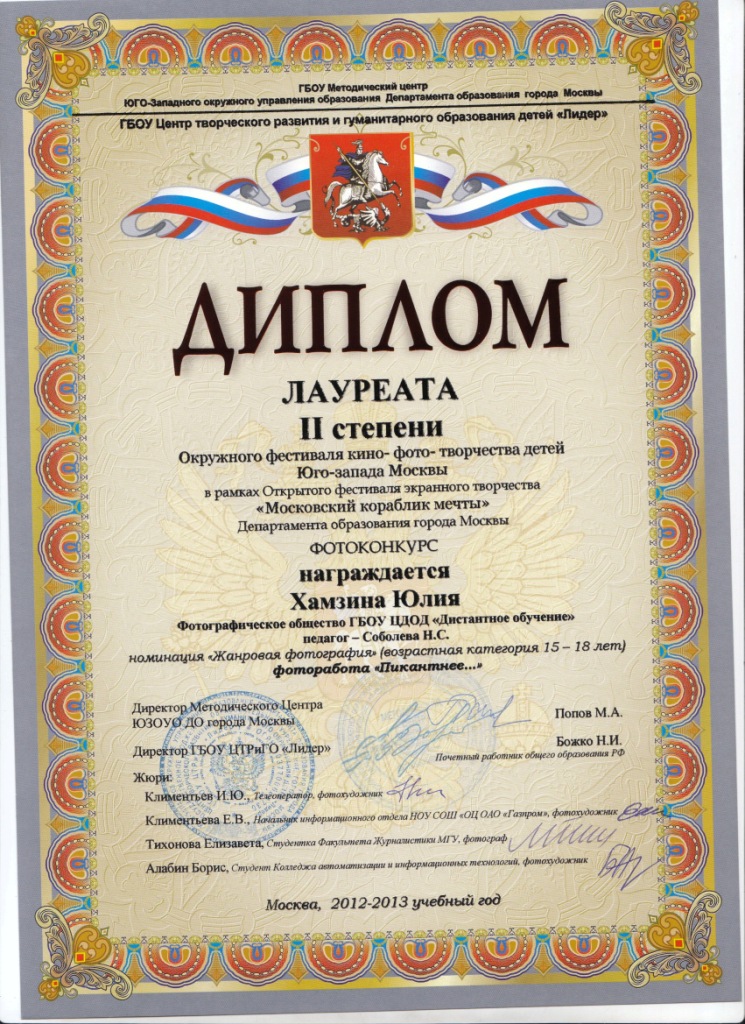 ГБОУ Методический центр
ЮГО-Западного окружного управления образования Департамента образования города Москвы
ГБОУ Центр творческого развития и гуманитарного образования детей «Лидер»
ДИПЛОМ
ЛАУРЕАТА
II степени
Окружного фестиваля кино- фото- творчества детей
Юго-запада Москвы
в рамках Открытого фестиваля экранного творчества
«Московский кораблик мечты»
Департамента образования города Москвы
ФОТОКОНКУРС
награждается
Хамзина Юлия
Фотографическое общество ГБОУ ЦДОД «Дистантное обучение»
педагог – Соболева Н.С.
номинация «Жанровая фотография» (возрастная категория 15 – 18 лет)
фоторабота «Пикантнее...»
Директор Методического Центра
ЮЗОУО ДО города Москвы
Попов М.А.
Директор ГБОУ ЦТРиГО «Лидер»
Божко Н.И.
Почетный работник общего образования РФ
Жюри:
Климентьев И.Ю., Телеоператор, фотохудожник
Климентьева Е.В., Начальник информационного отдела НОУ СОШ «ОЦ ОАО «Газпром», фотохудожник
Тихонова Елизавета, Студентка Факультета Журналистики МГУ, фотограф
Алабин Борис, Студент Колледжа автоматизации и информационных технологий, фотохудожник
Москва, 2012-2013 учебный год